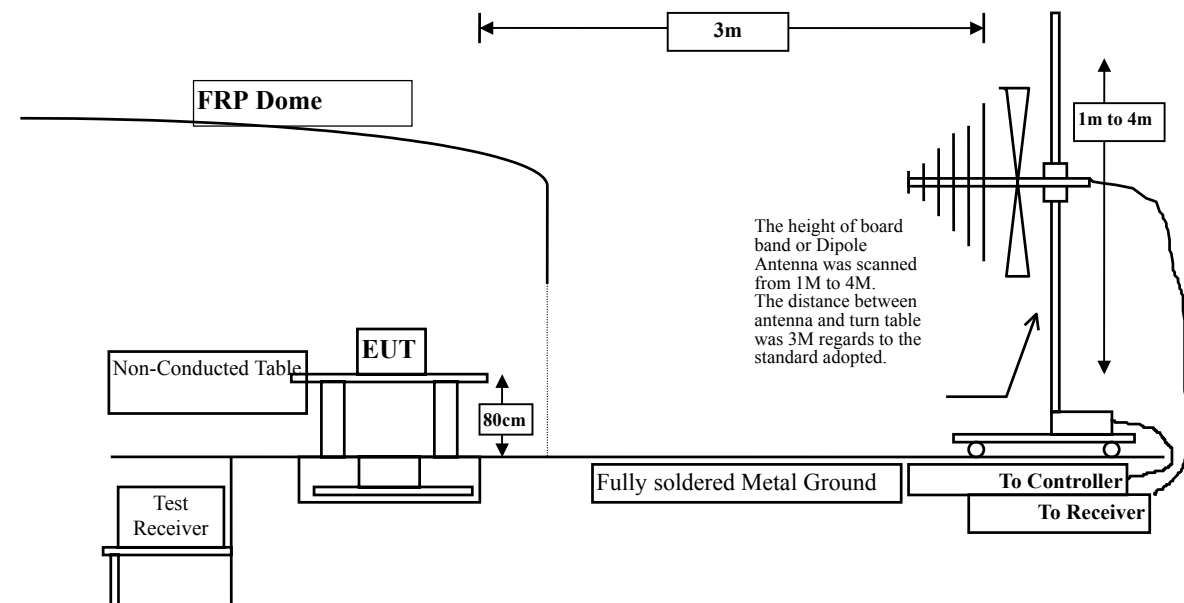 3m
FRP Dome
1m to 4m
The height of board
band or Dipole
Antenna was scanned
from 1M to 4M.
The distance between
antenna and turn table
was 3M regards to the
standard adopted.
EUT
Non-Conducted Table
80cm
Fully soldered Metal Ground
To Controller
To Receiver
Test
Receiver